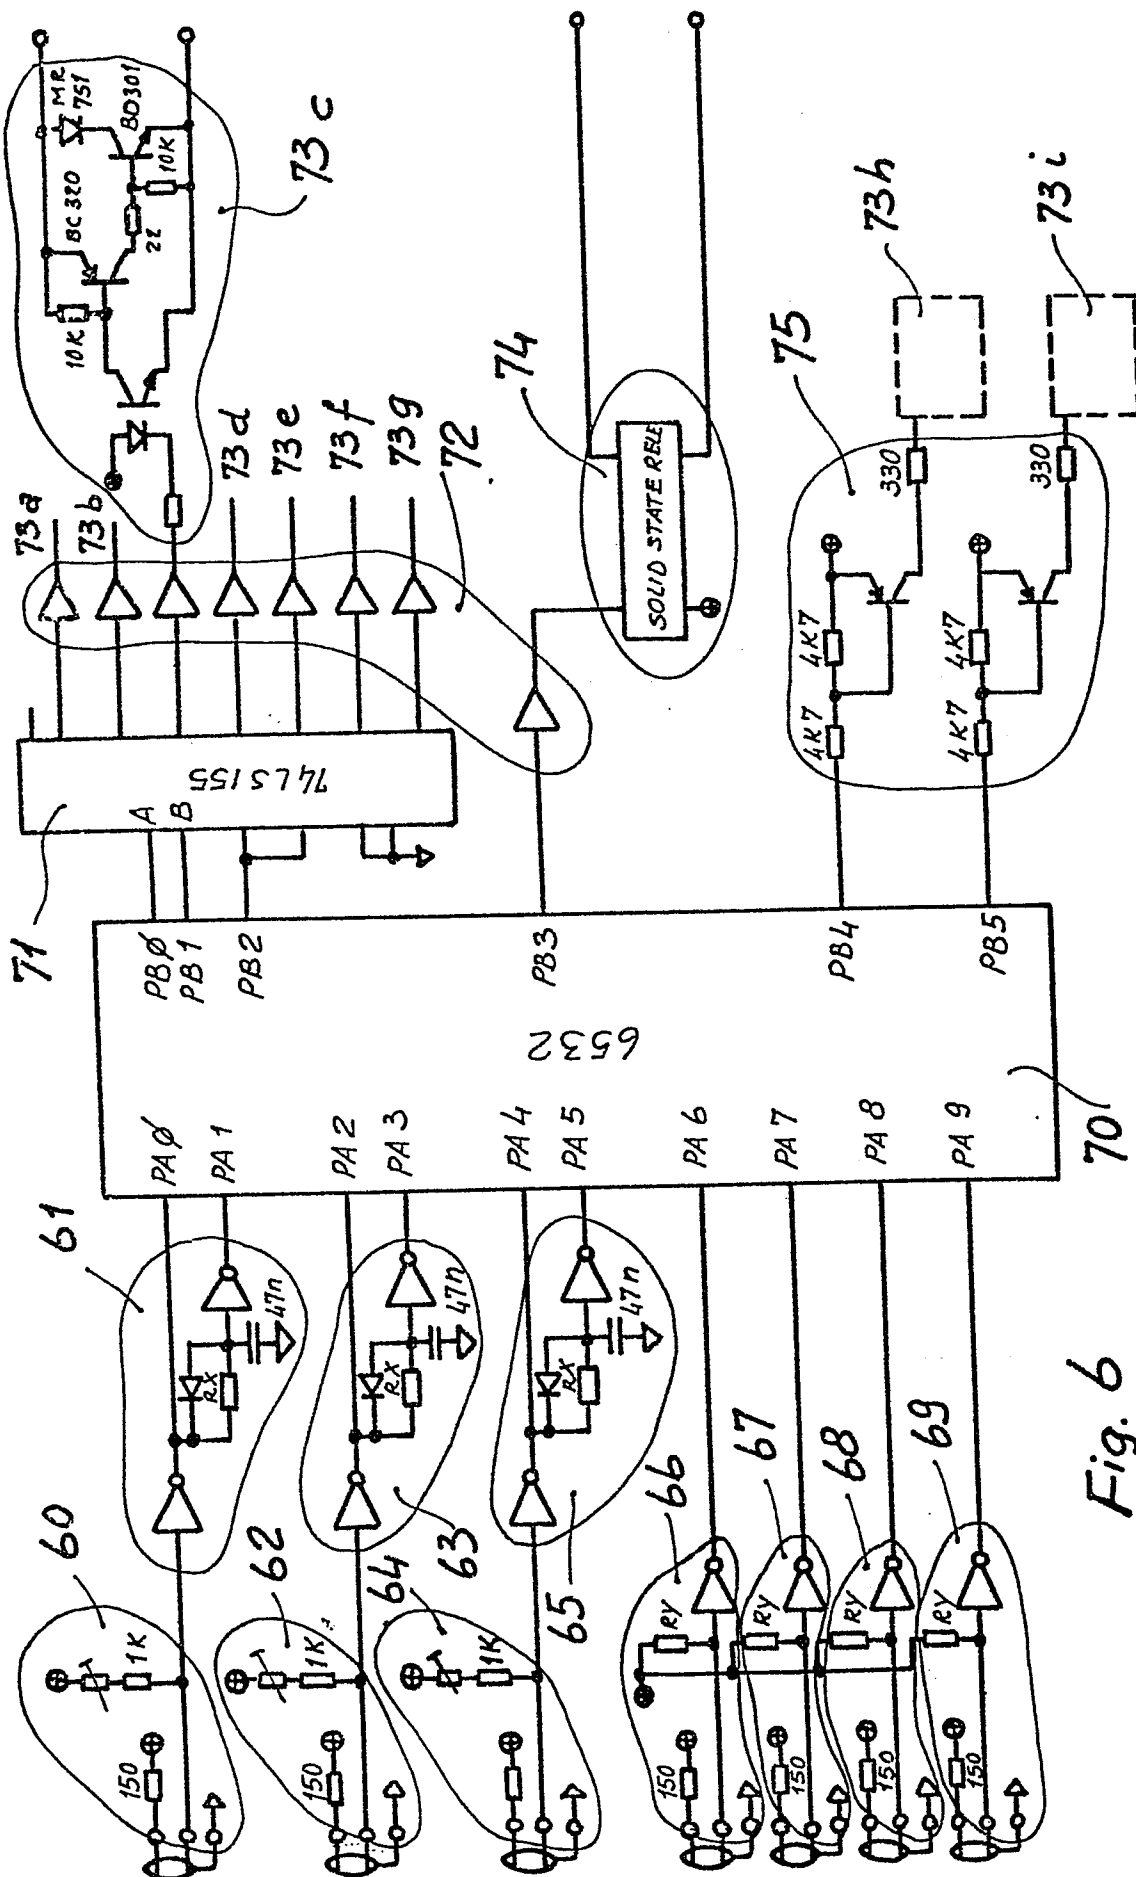 60
150
1K
61
RX
47n
62
150
1K
63
RX
47n
64
1K
65
RX
47n
66
150
RY
67
150
RY
68
150
RY
69
150
RY
PAØ
PA1
PA2
PA3
PA4
PA5
PA6
PA7
PA8
PA9
6532
70
PBØ
PB1
PB2
PB3
PB4
PB5
71
A
B
74LS155
72
73a
73b
73d
73e
73f
73g
10K
BC320
22
10K
MR
751
BD301
73c
74
SOLID STATE RELE
75
4K7
4K7
330
4K7
4K7
330
73h
73i
Fig. 6